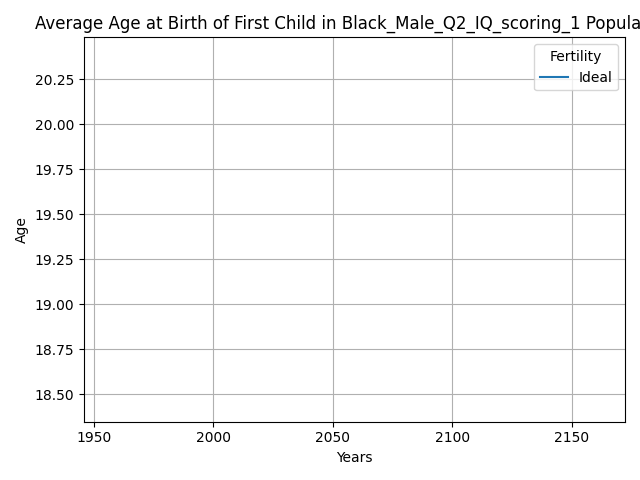 Average Age at Birth of First Child in Black_Male_Q2_IQ_scoring_1 Popula
Fertility
Ideal
20.25
20.00
19.75
19.50
19.25
19.00
18.75
18.50
Age
1950 2000 2050 2100 2150
Years